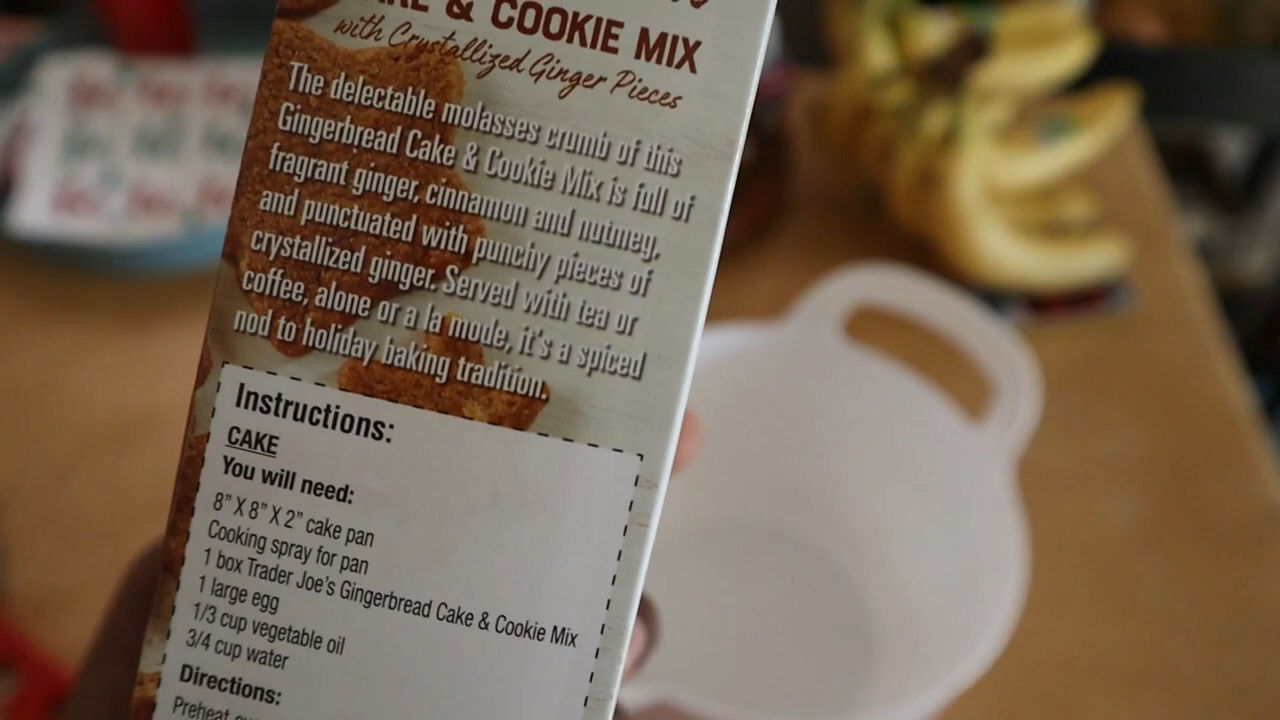 & COOKIE MIX
with Crystallized Ginger Pieces
The delectable molasses crumb of this
Gingerbread Cake & Cookie Mix is full of
fragrant ginger, cinnamon and nutmeg,
and punctuated with punchy pieces of
crystallized ginger. Served with tea or
coffee, alone or a la mode, it's a spiced
nod to holiday baking tradition.
Instructions:
CAKE
You will need:
8” X 8” X 2” cake pan
Cooking spray for pan
1 box Trader Joe's Gingerbread Cake & Cookie Mix
1 large egg
1/3 cup vegetable oil
3/4 cup water
Directions:
Preheat